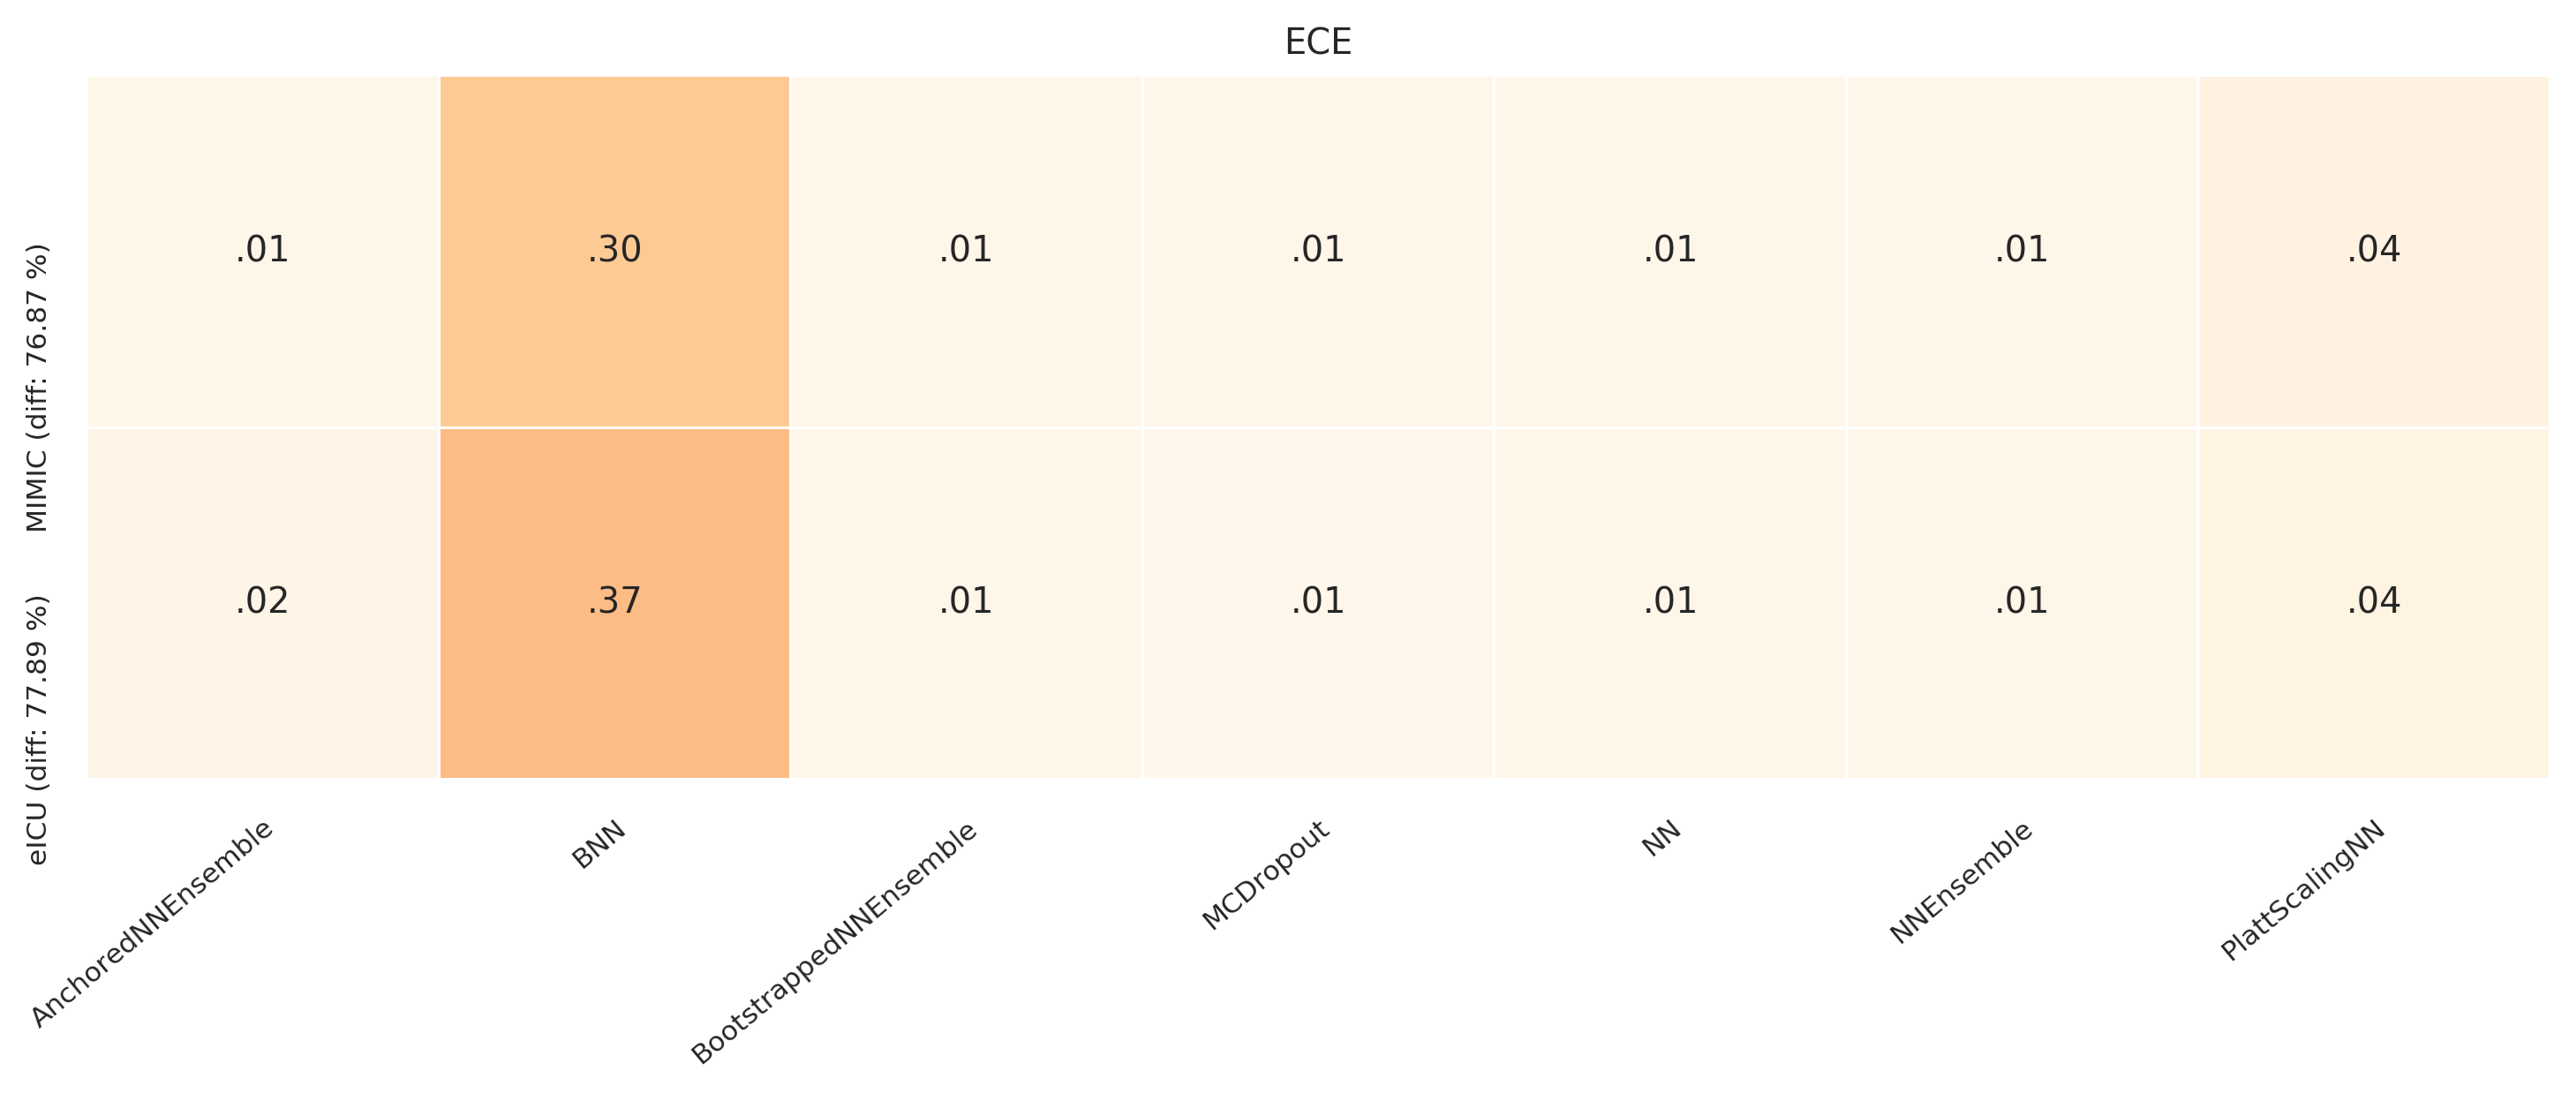 ECE
MIMIC (diff: 76.87 %)
.01 .30 .01 .01 .01 .01 .04
eICU (diff: 77.89 %)
.02 .37 .01 .01 .01 .01 .04
AnchoredNNEnsemble
BNN
BootstrappedNNEnsemble
MCDropout
NN
NNEnsemble
PlattScalingNN